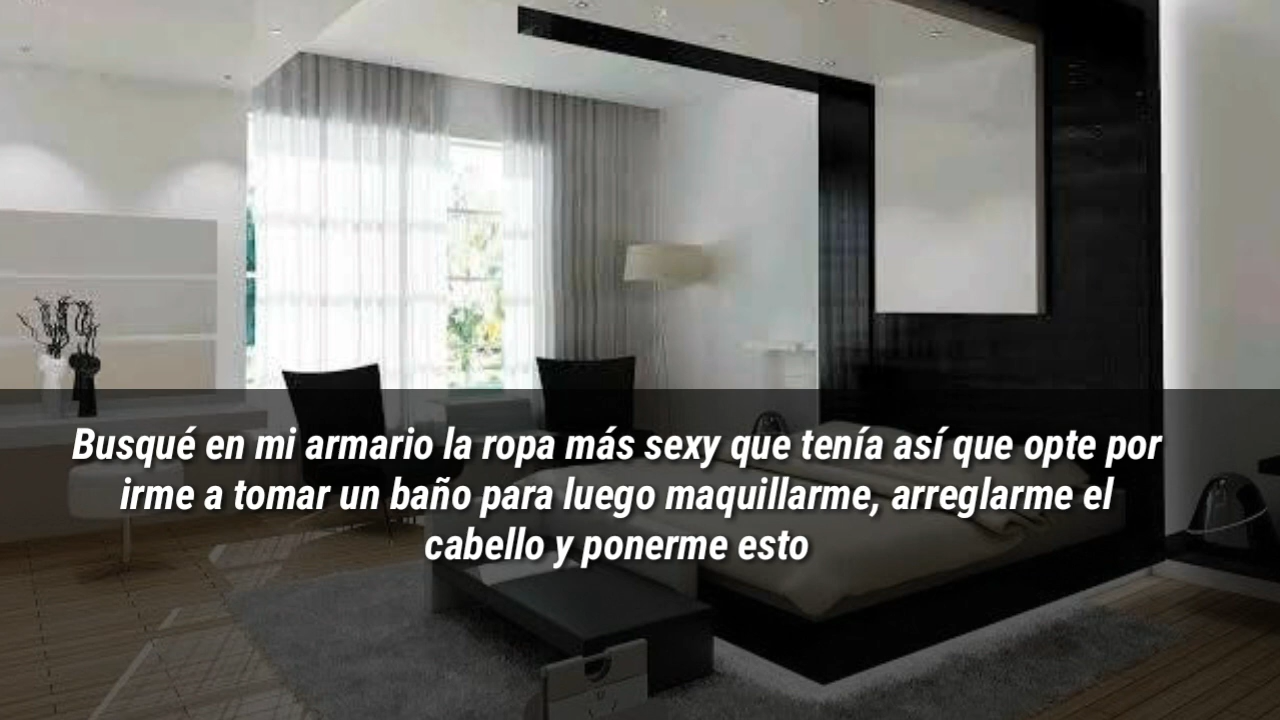 Busqué en mi armario la ropa más sexy que tenía así que opte por
irme a tomar un baño para luego maquillarme, arreglarme el
cabello y ponerme esto